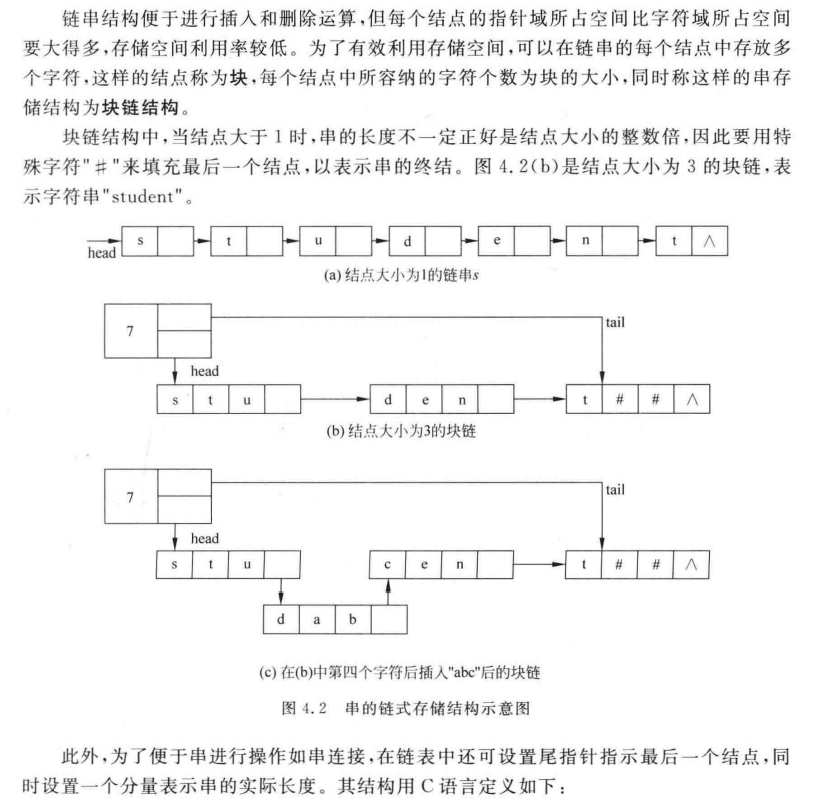 链串结构便于进行插入和删除运算,但每个结点的指针域所占空间比字符域所占空间
要大得多,存储空间利用率较低。为了有效利用存储空间,可以在链串的每个结点中存放多
个字符,这样的结点称为块,每个结点中所容纳的字符个数为块的大小,同时称这样的串存
储结构为块链结构。
块链结构中,当结点大于 1 时,串的长度不一定正好是结点大小的整数倍,因此要用特
殊字符"#"来填充最后一个结点,以表示串的终结。图 4.2(b)是结点大小为 3 的块链,表
示字符串"student"。
head s t u d e n t ∧
(a) 结点大小为1的链串s
7 tail
head
s t u d e n t # # ∧
(b) 结点大小为3的块链
7 tail
head
s t u c e n t # # ∧
d a b
(c) 在(b)中第四个字符后插入"abc"后的块链
图 4.2 串的链式存储结构示意图
此外,为了便于串进行操作如串连接,在链表中还可设置尾指针指示最后一个结点,同
时设置一个分量表示串的实际长度。其结构用 C 语言定义如下: